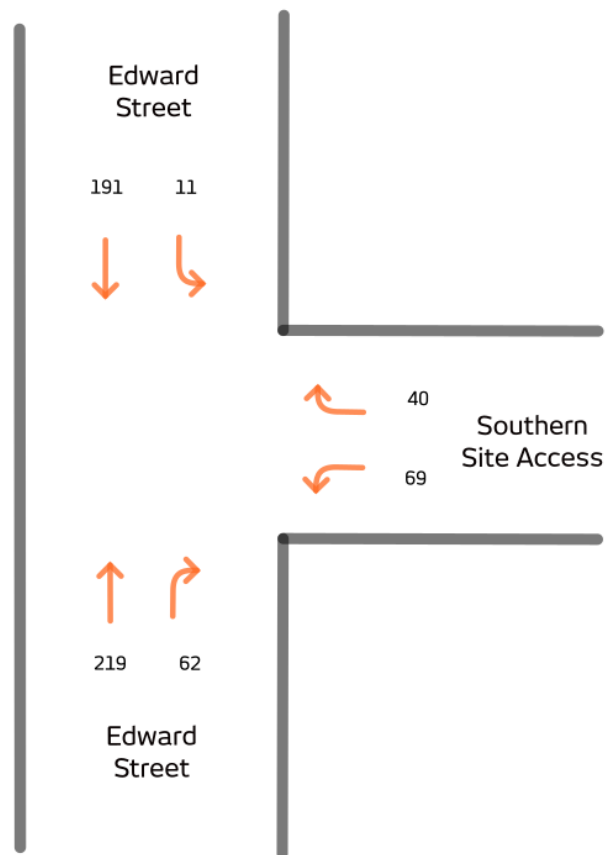 Edward
Street
191 11
40
Southern
Site Access
69
219 62
Edward
Street